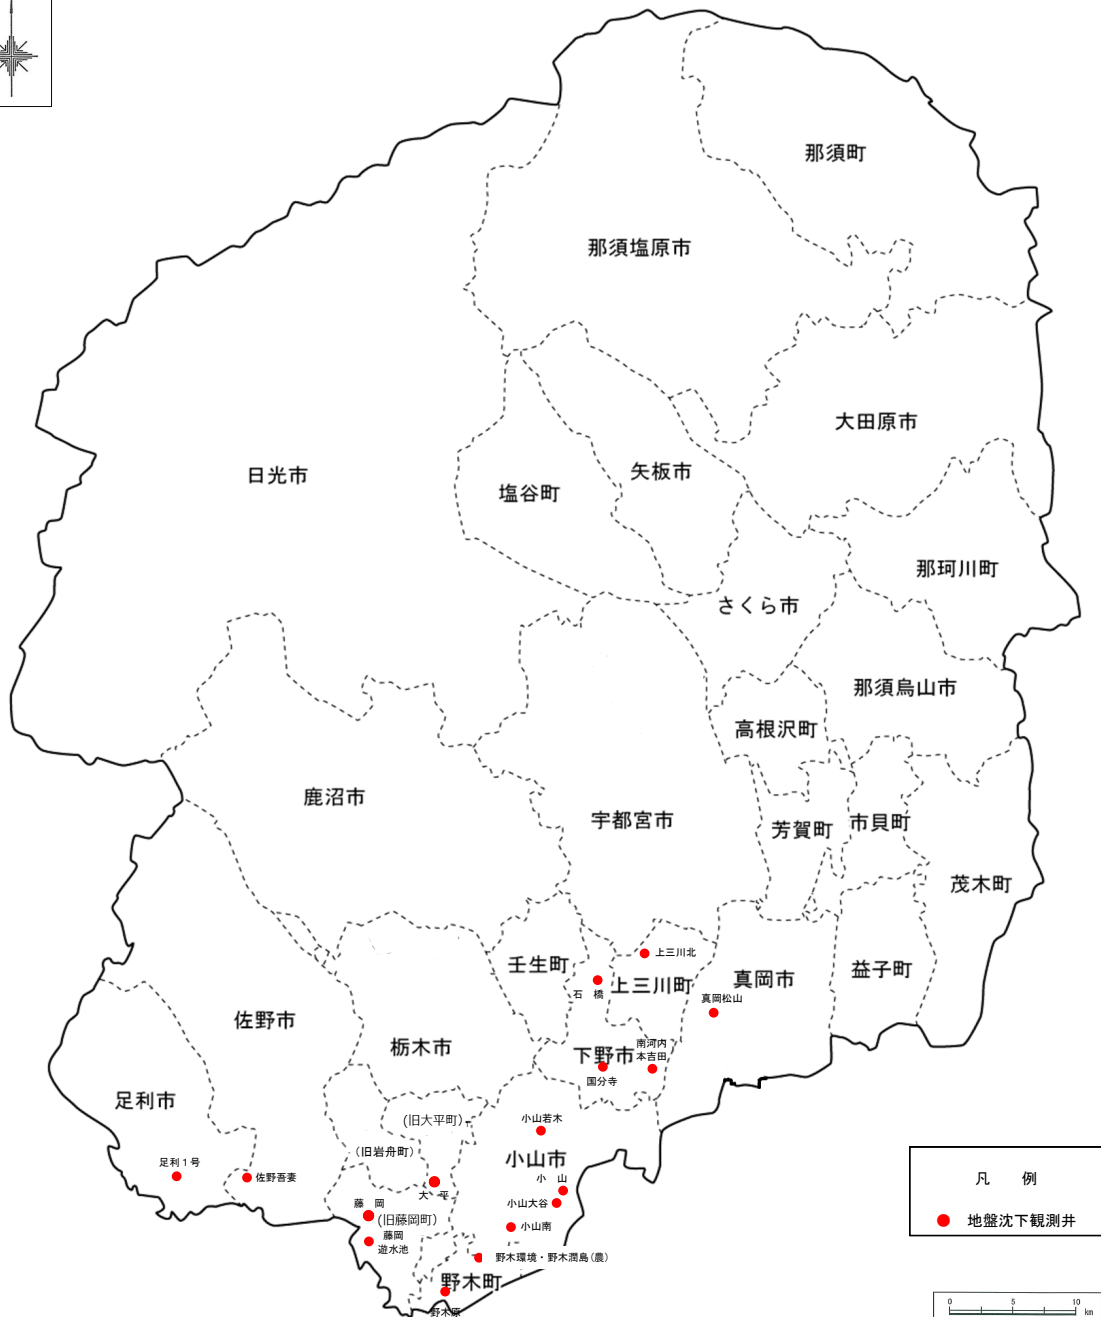 那須町
那須塩原市
大田原市
矢板市
日光市
塩谷町
那珂川町
さくら市
那須烏山市
高根沢町
鹿沼市
宇都宮市
芳賀町
市貝町
茂木町
上三川北
壬生町
上三川町
真岡市
益子町
石 橋
真岡松山
佐野市
栃木市
下野市
南河内
本吉田
国分寺
足利市
(旧大平町)
小山若木
(旧岩舟町)
小山市
足利1号
佐野吾妻
小 山
大 平
小山大谷
藤 岡
(旧藤岡町)
小山南
藤岡
遊水池
野木環境・野木潤島(農)
野木町
野木原
凡 例
地盤沈下観測井
0 5 10
km